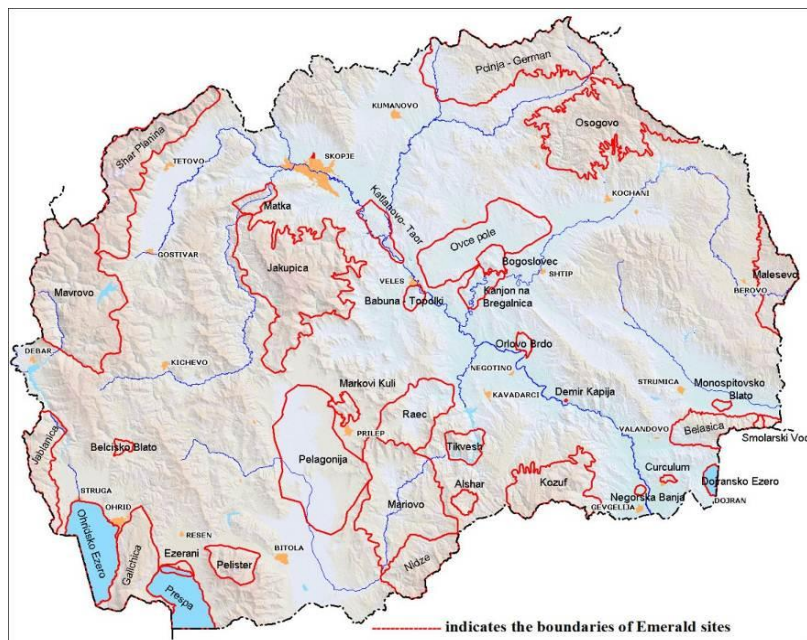 Pcinja - German
KUMANOVO
Osogovo
Shar Planina
TETOVO
SKOPJE
KOCHANI
Matka
Katlahovo- Taor
Ovce pole
GOSTIVAR
Jakupica
Bogoslovec
SHTIP
Malesevo
Mavrovo
VELES
Kanjon na
Bregalnica
BEROVO
Babuna - Topolki
DEBAR
KICHEVO
Orlovo Brdo
NEGOTINO
Markovi Kuli
Raec
KAVADARCI
Demir Kapija
STRUMICA
Monospitovsko
Blato
Jablanica
Belcisko Blato
PRILEP
Pelagonija
Tikvesh
VALANDOVO
Belasica
Smolarski Vod
STRUGA
Alshar
Kozuf
Curculum
Dojransko Ezero
Mariovo
Negorska Banja
DOJRAN
GEVGELIJA
OHRID
Ohridsko Ezero
Galichica
RESEN
Ezerani
Pelister
BITOLA
Nidze
Prespa
indicates the boundaries of Emerald sites